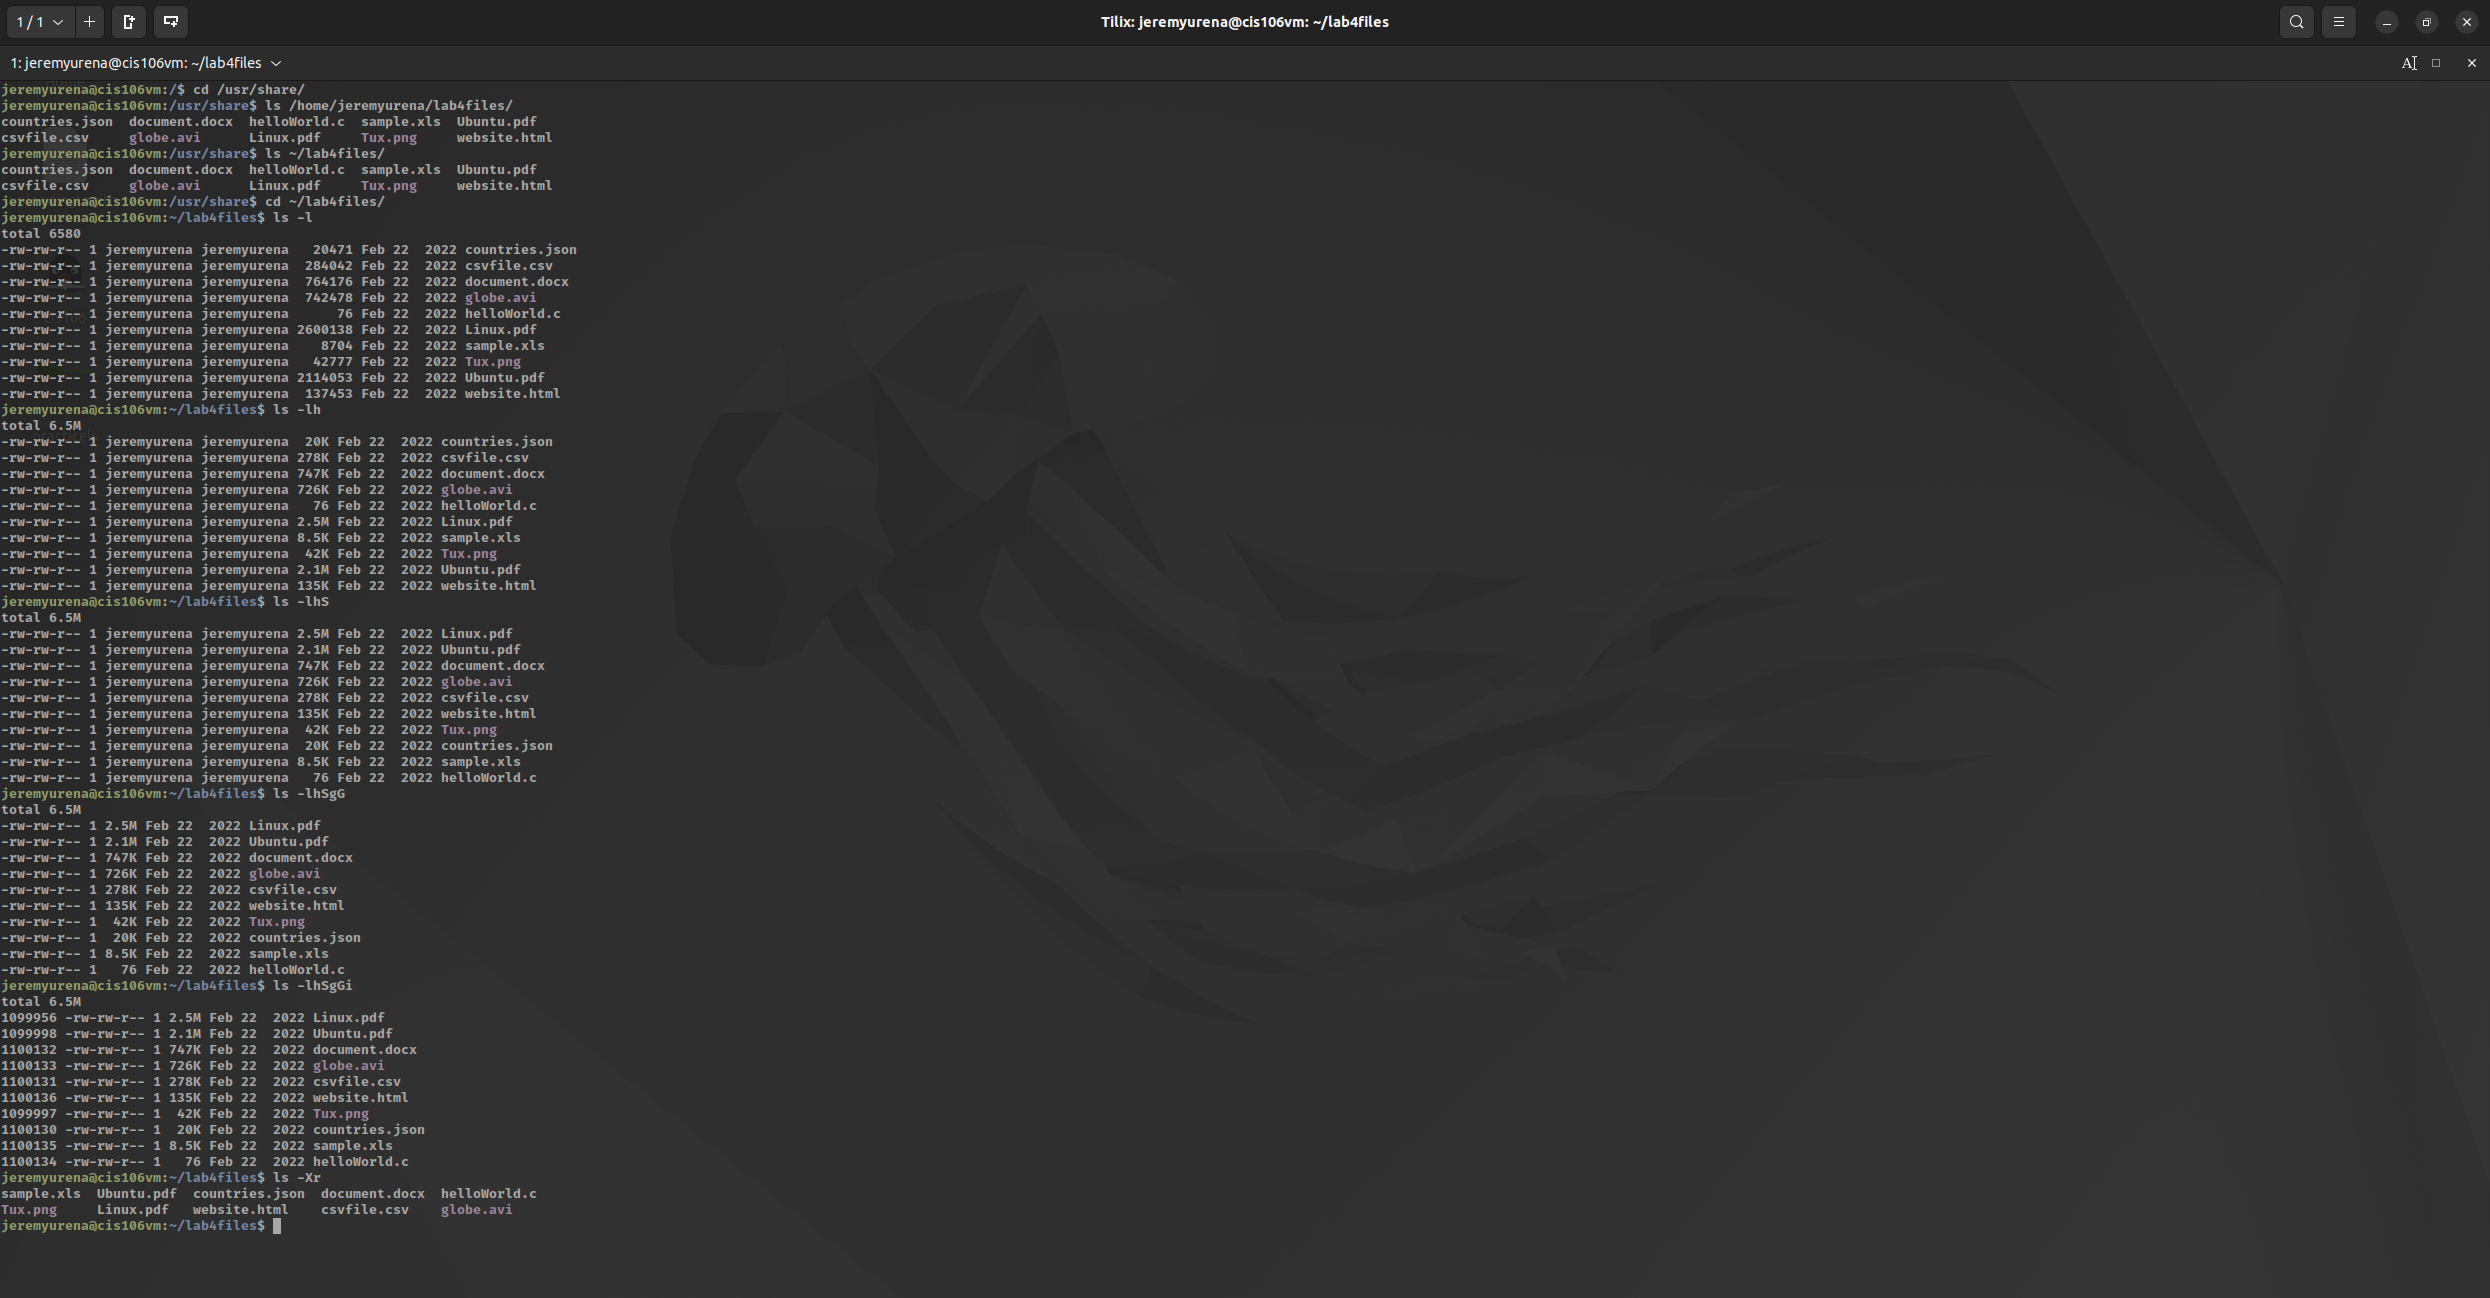 1 / 1
Tilix: jeremyurena@cis106vm: ~/lab4files
1: jeremyurena@cis106vm: ~/lab4files
jeremyurena@cis106vm:/$ cd /usr/share/
jeremyurena@cis106vm:/usr/share$ ls /home/jeremyurena/lab4files/
countries.json  document.docx  helloWorld.c  sample.xls  Ubuntu.pdf
csvfile.csv     globe.avi      Linux.pdf     Tux.png     website.html
jeremyurena@cis106vm:/usr/share$ ls ~/lab4files/
countries.json  document.docx  helloWorld.c  sample.xls  Ubuntu.pdf
csvfile.csv     globe.avi      Linux.pdf     Tux.png     website.html
jeremyurena@cis106vm:/usr/share$ cd ~/lab4files/
jeremyurena@cis106vm:~/lab4files$ ls -l
total 6580
-rw-rw-r-- 1 jeremyurena jeremyurena   20471 Feb 22  2022 countries.json
-rw-rw-r-- 1 jeremyurena jeremyurena  284042 Feb 22  2022 csvfile.csv
-rw-rw-r-- 1 jeremyurena jeremyurena  764176 Feb 22  2022 document.docx
-rw-rw-r-- 1 jeremyurena jeremyurena  742478 Feb 22  2022 globe.avi
-rw-rw-r-- 1 jeremyurena jeremyurena      76 Feb 22  2022 helloWorld.c
-rw-rw-r-- 1 jeremyurena jeremyurena 2600138 Feb 22  2022 Linux.pdf
-rw-rw-r-- 1 jeremyurena jeremyurena    8704 Feb 22  2022 sample.xls
-rw-rw-r-- 1 jeremyurena jeremyurena   42777 Feb 22  2022 Tux.png
-rw-rw-r-- 1 jeremyurena jeremyurena 2114053 Feb 22  2022 Ubuntu.pdf
-rw-rw-r-- 1 jeremyurena jeremyurena  137453 Feb 22  2022 website.html
jeremyurena@cis106vm:~/lab4files$ ls -lh
total 6.5M
-rw-rw-r-- 1 jeremyurena jeremyurena  20K Feb 22  2022 countries.json
-rw-rw-r-- 1 jeremyurena jeremyurena 278K Feb 22  2022 csvfile.csv
-rw-rw-r-- 1 jeremyurena jeremyurena 747K Feb 22  2022 document.docx
-rw-rw-r-- 1 jeremyurena jeremyurena 726K Feb 22  2022 globe.avi
-rw-rw-r-- 1 jeremyurena jeremyurena   76 Feb 22  2022 helloWorld.c
-rw-rw-r-- 1 jeremyurena jeremyurena 2.5M Feb 22  2022 Linux.pdf
-rw-rw-r-- 1 jeremyurena jeremyurena 8.5K Feb 22  2022 sample.xls
-rw-rw-r-- 1 jeremyurena jeremyurena  42K Feb 22  2022 Tux.png
-rw-rw-r-- 1 jeremyurena jeremyurena 2.1M Feb 22  2022 Ubuntu.pdf
-rw-rw-r-- 1 jeremyurena jeremyurena 135K Feb 22  2022 website.html
jeremyurena@cis106vm:~/lab4files$ ls -lhS
total 6.5M
-rw-rw-r-- 1 jeremyurena jeremyurena 2.5M Feb 22  2022 Linux.pdf
-rw-rw-r-- 1 jeremyurena jeremyurena 2.1M Feb 22  2022 Ubuntu.pdf
-rw-rw-r-- 1 jeremyurena jeremyurena 747K Feb 22  2022 document.docx
-rw-rw-r-- 1 jeremyurena jeremyurena 726K Feb 22  2022 globe.avi
-rw-rw-r-- 1 jeremyurena jeremyurena 278K Feb 22  2022 csvfile.csv
-rw-rw-r-- 1 jeremyurena jeremyurena 135K Feb 22  2022 website.html
-rw-rw-r-- 1 jeremyurena jeremyurena  42K Feb 22  2022 Tux.png
-rw-rw-r-- 1 jeremyurena jeremyurena  20K Feb 22  2022 countries.json
-rw-rw-r-- 1 jeremyurena jeremyurena 8.5K Feb 22  2022 sample.xls
-rw-rw-r-- 1 jeremyurena jeremyurena   76 Feb 22  2022 helloWorld.c
jeremyurena@cis106vm:~/lab4files$ ls -lhSgG
total 6.5M
-rw-rw-r-- 1 2.5M Feb 22  2022 Linux.pdf
-rw-rw-r-- 1 2.1M Feb 22  2022 Ubuntu.pdf
-rw-rw-r-- 1 747K Feb 22  2022 document.docx
-rw-rw-r-- 1 726K Feb 22  2022 globe.avi
-rw-rw-r-- 1 278K Feb 22  2022 csvfile.csv
-rw-rw-r-- 1 135K Feb 22  2022 website.html
-rw-rw-r-- 1  42K Feb 22  2022 Tux.png
-rw-rw-r-- 1  20K Feb 22  2022 countries.json
-rw-rw-r-- 1 8.5K Feb 22  2022 sample.xls
-rw-rw-r-- 1   76 Feb 22  2022 helloWorld.c
jeremyurena@cis106vm:~/lab4files$ ls -lhSgGi
total 6.5M
1099956 -rw-rw-r-- 1 2.5M Feb 22  2022 Linux.pdf
1099998 -rw-rw-r-- 1 2.1M Feb 22  2022 Ubuntu.pdf
1100132 -rw-rw-r-- 1 747K Feb 22  2022 document.docx
1100133 -rw-rw-r-- 1 726K Feb 22  2022 globe.avi
1100131 -rw-rw-r-- 1 278K Feb 22  2022 csvfile.csv
1100136 -rw-rw-r-- 1 135K Feb 22  2022 website.html
1099997 -rw-rw-r-- 1  42K Feb 22  2022 Tux.png
1100130 -rw-rw-r-- 1  20K Feb 22  2022 countries.json
1100135 -rw-rw-r-- 1 8.5K Feb 22  2022 sample.xls
1100134 -rw-rw-r-- 1   76 Feb 22  2022 helloWorld.c
jeremyurena@cis106vm:~/lab4files$ ls -Xr
sample.xls  Ubuntu.pdf  countries.json  document.docx  helloWorld.c
Tux.png     Linux.pdf   website.html    csvfile.csv    globe.avi
jeremyurena@cis106vm:~/lab4files$